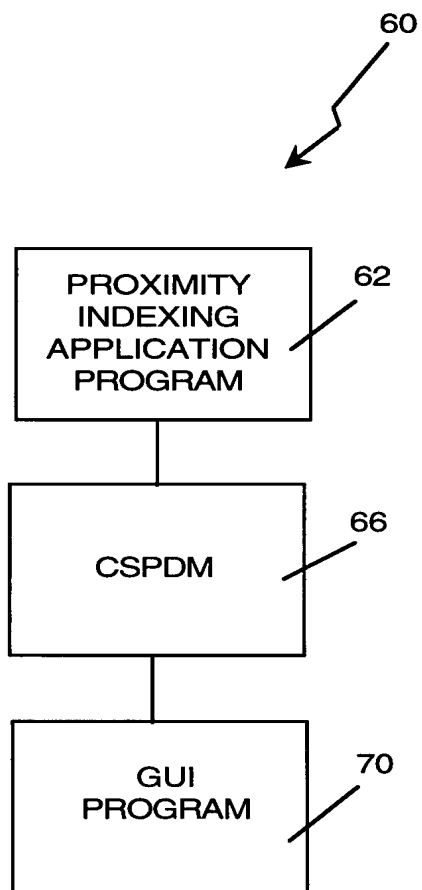 60
PROXIMITY
INDEXING
APPLICATION
PROGRAM
62
CSPDM
66
GUI
PROGRAM
70